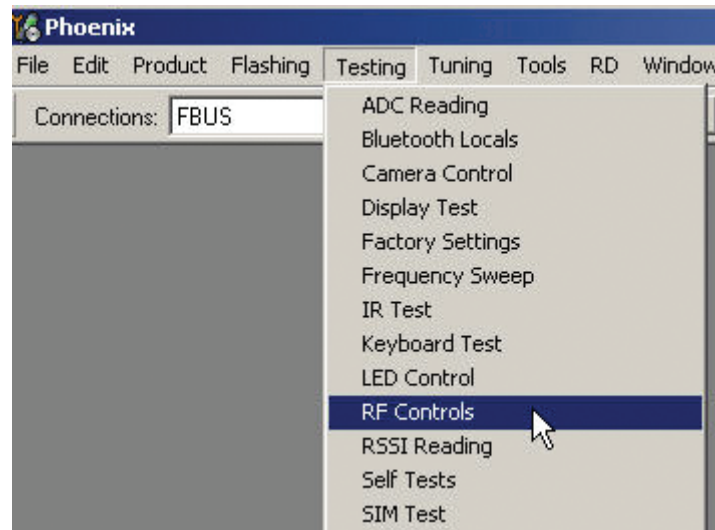 Phoenix
File Edit Product Flashing Testing Tuning Tools RD Window
Connections: FBUS
ADC Reading
Bluetooth Locals
Camera Control
Display Test
Factory Settings
Frequency Sweep
IR Test
Keyboard Test
LED Control
RF Controls
RSSI Reading
Self Tests
SIM Test